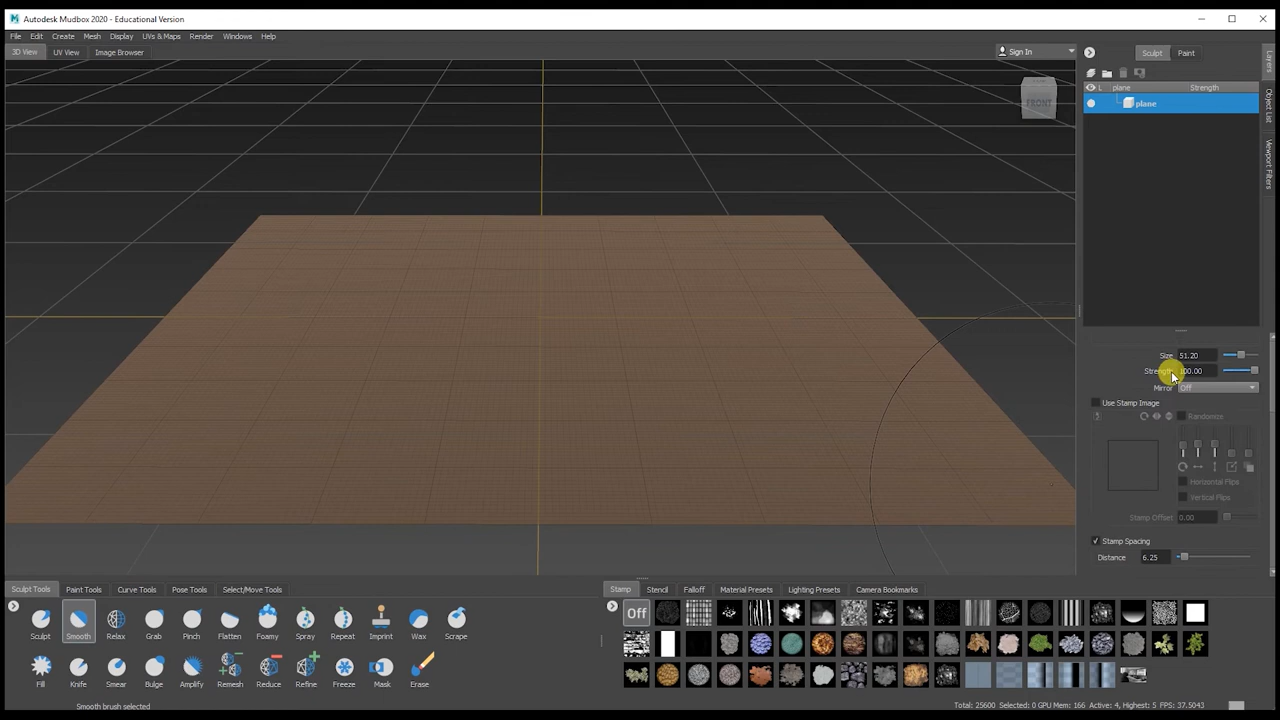 Autodesk Mudbox 2020 - Educational Version
File Edit Create Mesh Display UVs & Maps Render Windows Help
3D View UV View Image Browser Sign In
Sculpt Paint
Layers
Object List
Viewport Filters
L plane Strength
plane
FRONT
Size 51.20
Strength 100.00
Mirror Off
Use Stamp Image
Randomize
Horizontal Flips
Vertical Flips
Stamp Offset 0.00
Stamp Spacing
Distance 6.25
Sculpt Tools Paint Tools Curve Tools Pose Tools Select/Move Tools
Stamp Stencil Falloff Material Presets Lighting Presets Camera Bookmarks
Off
Sculpt Smooth Relax Grab Pinch Flatten Foamy Spray Repeat Imprint Wax Scrape
Fill Knife Smear Bulge Amplify Remesh Reduce Refine Freeze Mask Erase
Smooth brush selected
Total: 25600 Selected: 0 GPU Mem: 166 Active: 4, Highest: 5 FPS: 37.5043